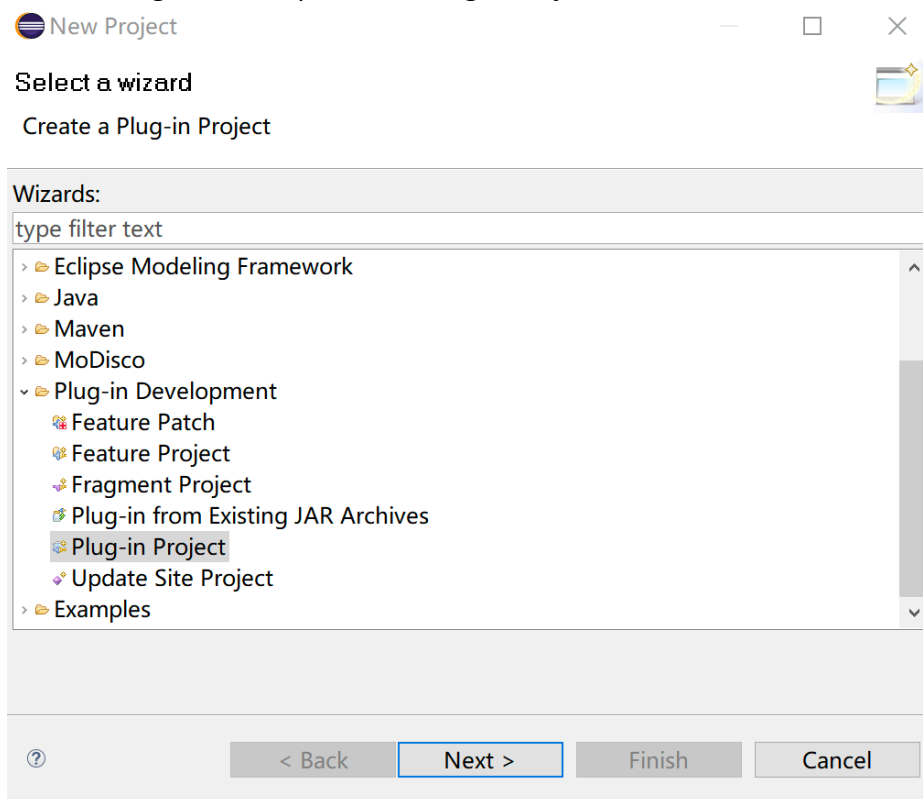 New Project
Select a wizard
Create a Plug-in Project
Wizards:
type filter text
Eclipse Modeling Framework
Java
Maven
MoDisco
Plug-in Development
Feature Patch
Feature Project
Fragment Project
Plug-in from Existing JAR Archives
Plug-in Project
Update Site Project
Examples
? < Back Next > Finish Cancel